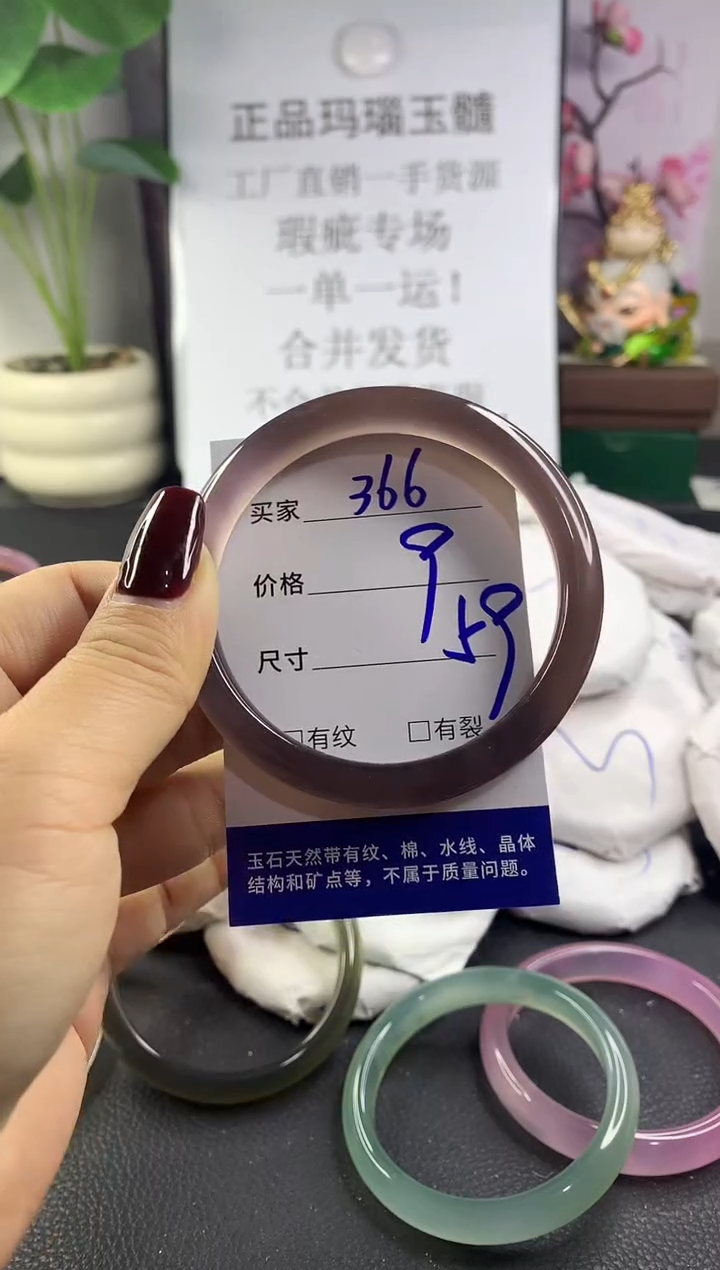 正品玛瑙玉髓
工厂直销一手货源
瑕疵专场
一单一运！
合并发货
买家 366
价格 9
尺寸 59
□有纹 □有裂
玉石天然带有纹、棉、水线、晶体
结构和矿点等，不属于质量问题。